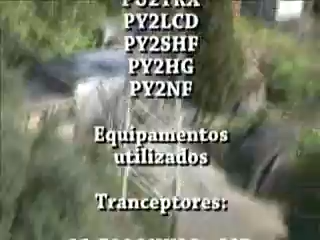 PY2LCD
PY2SHF
PY2HG
PY2NF
Equipamentos
utilizados
Tranceptores: